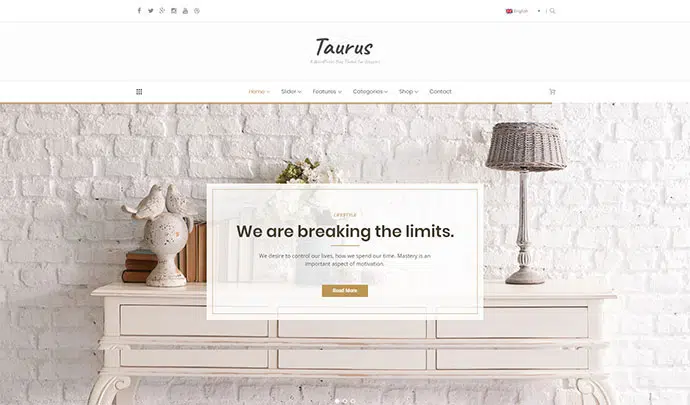 English
Taurus
A WordPress Blog Theme for Bloggers
Home Slider Features Categories Shop Contact
LIFESTYLE
We are breaking the limits.
We desire to control our lives, how we spend our time. Mastery is an
important aspect of motivation.
Read More